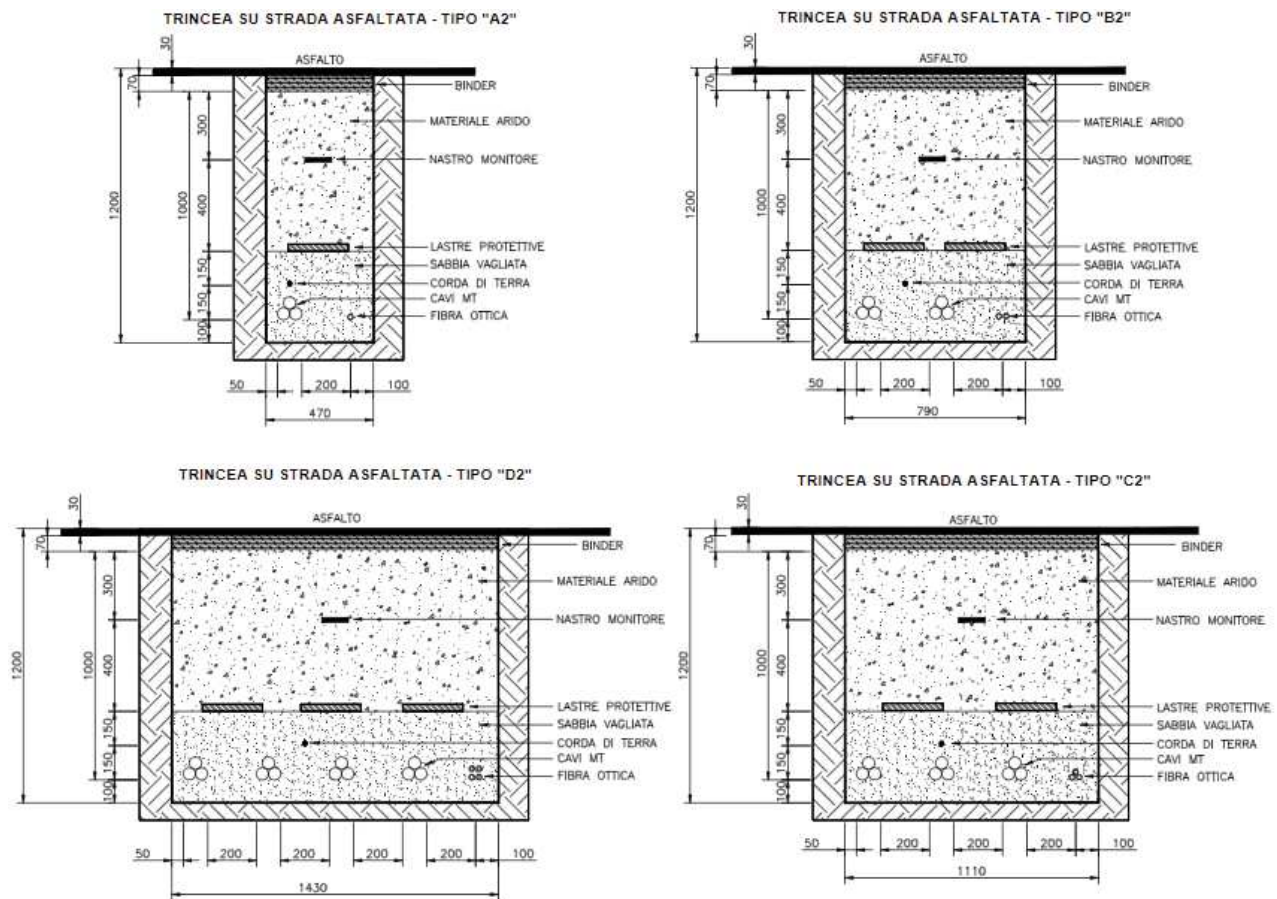 TRINCEA SU STRADA ASFALTATA - TIPO "A2"
30
ASFALTO
70
BINDER
300
MATERIALE ARIDO
NASTRO MONITORE
1200
1000
400
LASTRE PROTETTIVE
150
SABBIA VAGLIATA
CORDA DI TERRA
150
CAVI MT
100
FIBRA OTTICA
50
200
100
470
TRINCEA SU STRADA ASFALTATA - TIPO "B2"
30
ASFALTO
70
BINDER
300
MATERIALE ARIDO
NASTRO MONITORE
1200
1000
400
LASTRE PROTETTIVE
150
SABBIA VAGLIATA
CORDA DI TERRA
150
CAVI MT
100
FIBRA OTTICA
50
200
200
100
790
TRINCEA SU STRADA ASFALTATA - TIPO "D2"
30
ASFALTO
70
BINDER
300
MATERIALE ARIDO
NASTRO MONITORE
1200
1000
400
LASTRE PROTETTIVE
150
SABBIA VAGLIATA
CORDA DI TERRA
150
CAVI MT
100
FIBRA OTTICA
50
200
200
200
200
100
1430
TRINCEA SU STRADA ASFALTATA - TIPO "C2"
30
ASFALTO
70
BINDER
300
MATERIALE ARIDO
NASTRO MONITORE
1200
1000
400
LASTRE PROTETTIVE
150
SABBIA VAGLIATA
CORDA DI TERRA
150
CAVI MT
100
FIBRA OTTICA
50
200
200
200
100
1110